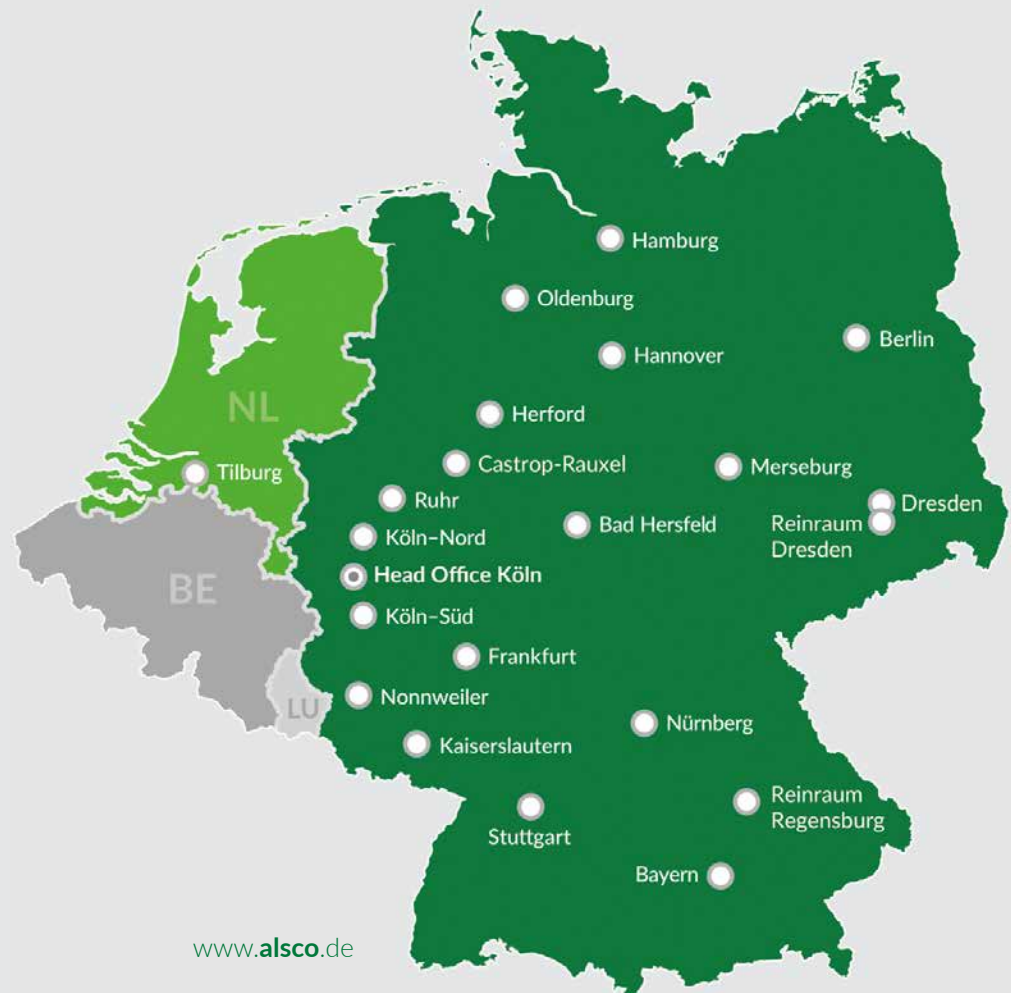 Hamburg
Oldenburg
Berlin
Hannover
NL
Herford
Castrop-Rauxel
Merseburg
Tilburg
Ruhr
Dresden
Bad Hersfeld
Reinraum
Dresden
Köln–Nord
Head Office Köln
BE
Köln–Süd
Frankfurt
Nonnweiler
LU
Nürnberg
Kaiserslautern
Reinraum
Regensburg
Stuttgart
Bayern
www.alsco.de